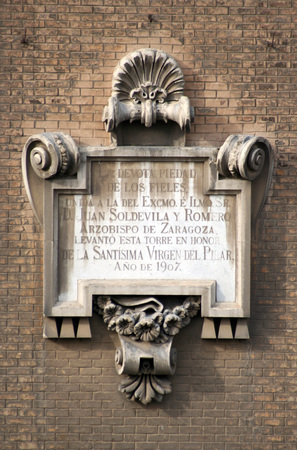 LA DEVOTA PIEDAD
DE LOS FIELES
UNIDA A LA DEL EXCMO. É ILMO. SR.
D. JUAN SOLDEVILA Y ROMERO
ARZOBISPO DE ZARAGOZA
LEVANTÓ ESTA TORRE EN HONOR
DE LA SANTÍSIMA VIRGEN DEL PILAR,
AÑO DE 1907.